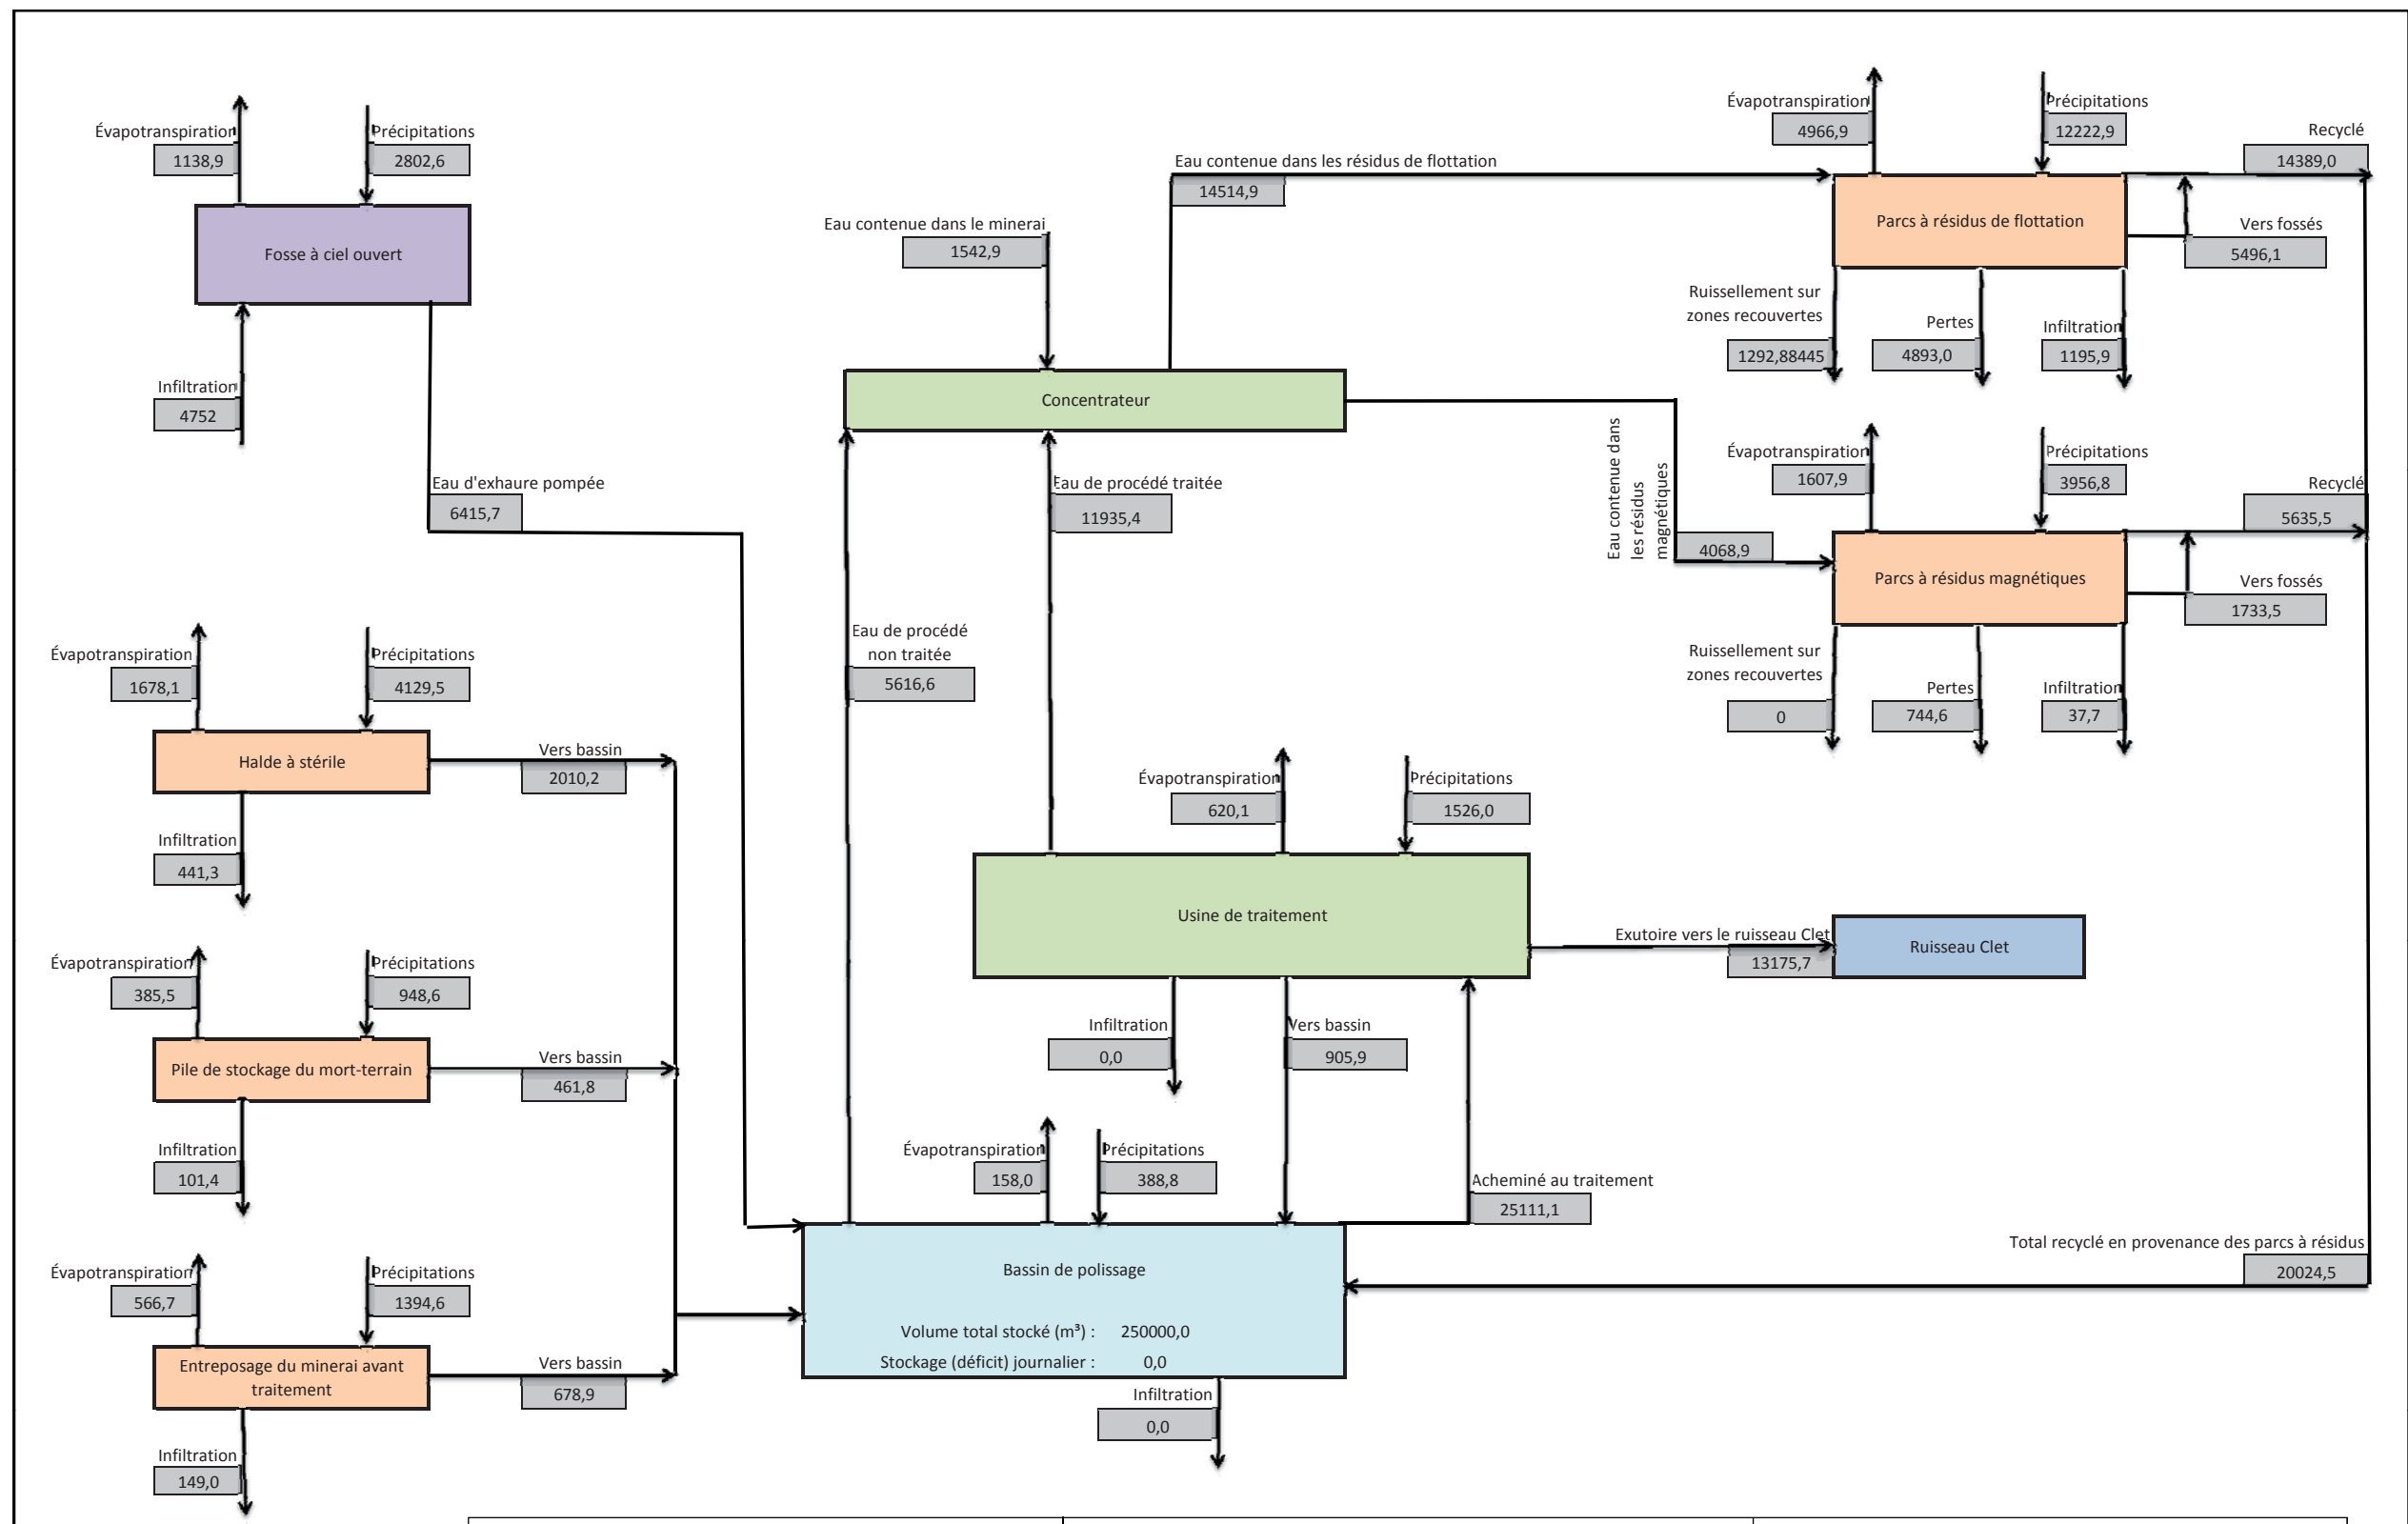 Évapotranspiration
1138,9
Précipitations
2802,6
Fosse à ciel ouvert
Infiltration
4752
Eau d'exhaure pompée
6415,7
Évapotranspiration
1678,1
Précipitations
4129,5
Halde à stérile
Vers bassin
2010,2
Infiltration
441,3
Évapotranspiration
385,5
Précipitations
948,6
Pile de stockage du mort-terrain
Vers bassin
461,8
Infiltration
101,4
Évapotranspiration
566,7
Précipitations
1394,6
Entreposage du minerai avant
traitement
Vers bassin
678,9
Infiltration
149,0
Eau contenue dans le minerai
1542,9
Eau contenue dans les résidus de flottation
14514,9
Concentrateur
Eau de procédé traitée
11935,4
Eau de procédé
non traitée
5616,6
Eau contenue dans
les résidus
magnétiques
4068,9
Évapotranspiration
620,1
Précipitations
1526,0
Usine de traitement
Exutoire vers le ruisseau Clet
13175,7
Ruisseau Clet
Infiltration
0,0
Vers bassin
905,9
Évapotranspiration
158,0
Précipitations
388,8
Acheminé au traitement
25111,1
Bassin de polissage
Volume total stocké (m³) : 250000,0
Stockage (déficit) journalier : 0,0
Infiltration
0,0
Évapotranspiration
4966,9
Précipitations
12222,9
Recyclé
14389,0
Parcs à résidus de flottation
Vers fossés
5496,1
Ruissellement sur
zones recouvertes
1292,88445
Pertes
4893,0
Infiltration
1195,9
Évapotranspiration
1607,9
Précipitations
3956,8
Recyclé
5635,5
Parcs à résidus magnétiques
Vers fossés
1733,5
Ruissellement sur
zones recouvertes
0
Pertes
744,6
Infiltration
37,7
Total recyclé en provenance des parcs à résidus
20024,5